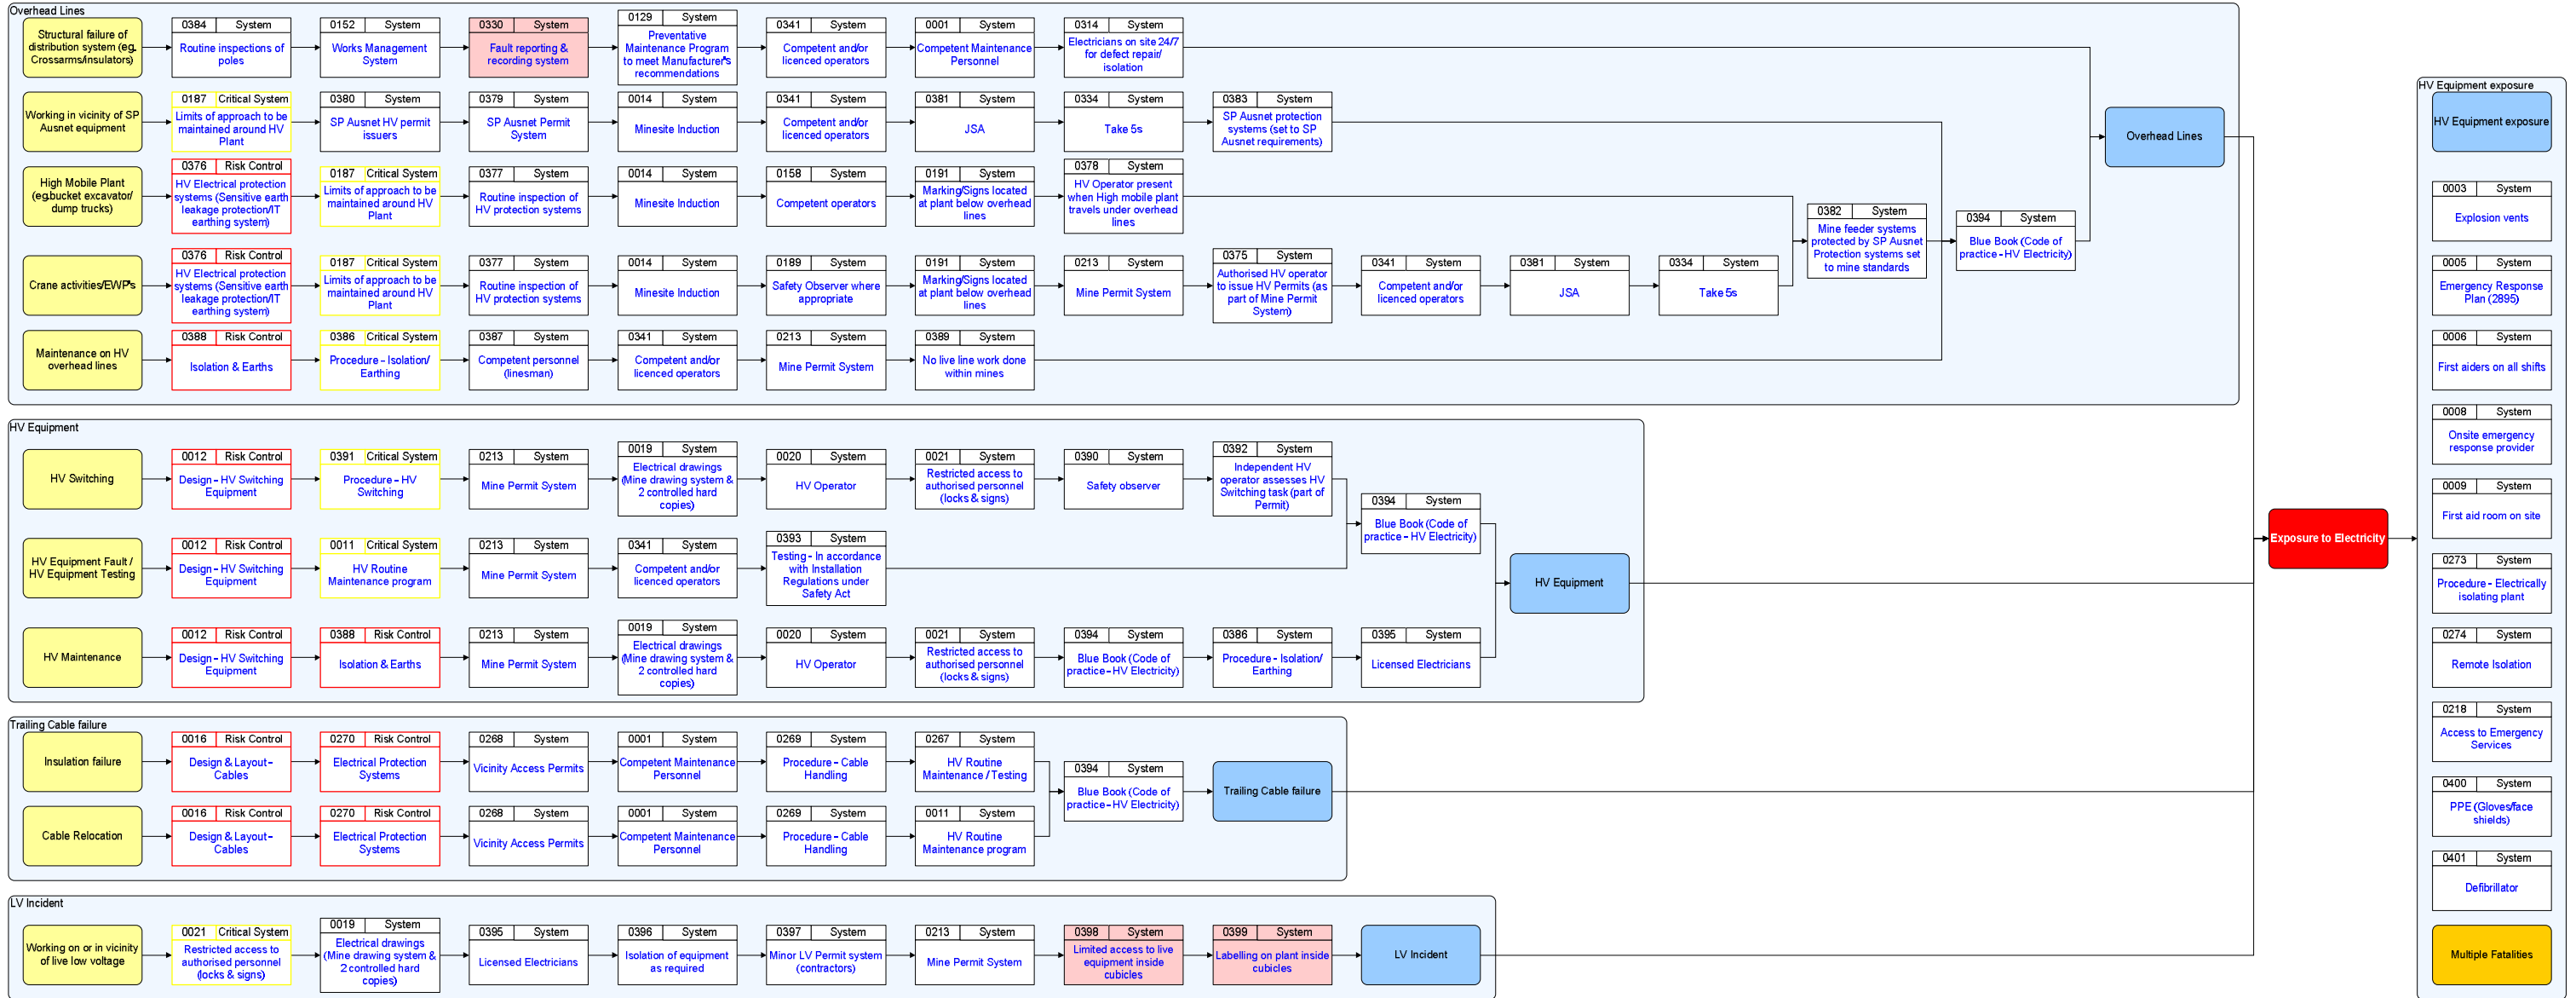 Overhead Lines
Structural failure of
distribution system (eg.
Crossarms/insulators)
0384 System
Routine inspections of
poles
0152 System
Works Management
System
0330 System
Fault reporting &
recording system
0129 System
Preventative
Maintenance Program
to meet Manufacturer's
recommendations
0341 System
Competent and/or
licenced operators
0001 System
Competent Maintenance
Personnel
0314 System
Electricians on site 24/7
for defect repair/
isolation
Working in vicinity of SP
Ausnet equipment
0187 Critical System
Limits of approach to be
maintained around HV
Plant
0380 System
SP Ausnet HV permit
issuers
0379 System
SP Ausnet Permit
System
0014 System
Minesite Induction
0341 System
Competent and/or
licenced operators
0381 System
JSA
0334 System
Take 5s
0383 System
SP Ausnet protection
systems (set to SP
Ausnet requirements)
High Mobile Plant
(eg.bucket excavator/
dump trucks)
0376 Risk Control
HV Electrical protection
systems (Sensitive earth
leakage protection/IT
earthing system)
0187 Critical System
Limits of approach to be
maintained around HV
Plant
0377 System
Routine inspection of
HV protection systems
0014 System
Minesite Induction
0158 System
Competent operators
0191 System
Marking/Signs located
at plant below overhead
lines
0378 System
HV Operator present
when High mobile plant
travels under overhead
lines
Crane activities/EWP's
0376 Risk Control
HV Electrical protection
systems (Sensitive earth
leakage protection/IT
earthing system)
0187 Critical System
Limits of approach to be
maintained around HV
Plant
0377 System
Routine inspection of
HV protection systems
0014 System
Minesite Induction
0189 System
Safety Observer where
appropriate
0191 System
Marking/Signs located
at plant below overhead
lines
0213 System
Mine Permit System
0375 System
Authorised HV operator
to issue HV Permits (as
part of Mine Permit
System)
0341 System
Competent and/or
licenced operators
0381 System
JSA
0334 System
Take 5s
0382 System
Mine feeder systems
protected by SP Ausnet
Protection systems set
to mine standards
0394 System
Blue Book (Code of
practice - HV Electricity)
Overhead Lines
Maintenance on HV
overhead lines
0388 Risk Control
Isolation & Earths
0386 Critical System
Procedure - Isolation/
Earthing
0387 System
Competent personnel
(linesman)
0341 System
Competent and/or
licenced operators
0213 System
Mine Permit System
0389 System
No live line work done
within mines
HV Equipment
HV Switching
0012 Risk Control
Design - HV Switching
Equipment
0391 Critical System
Procedure - HV
Switching
0213 System
Mine Permit System
0019 System
Electrical drawings
(Mine drawing system &
2 controlled hard
copies)
0020 System
HV Operator
0021 System
Restricted access to
authorised personnel
(locks & signs)
0390 System
Safety observer
0392 System
Independent HV
operator assesses HV
Switching task (part of
Permit)
HV Equipment Fault /
HV Equipment Testing
0012 Risk Control
Design - HV Switching
Equipment
0011 Critical System
HV Routine
Maintenance program
0213 System
Mine Permit System
0341 System
Competent and/or
licenced operators
0393 System
Testing - In accordance
with Installation
Regulations under
Safety Act
0394 System
Blue Book (Code of
practice - HV Electricity)
HV Maintenance
0012 Risk Control
Design - HV Switching
Equipment
0388 Risk Control
Isolation & Earths
0213 System
Mine Permit System
0019 System
Electrical drawings
(Mine drawing system &
2 controlled hard
copies)
0020 System
HV Operator
0021 System
Restricted access to
authorised personnel
(locks & signs)
0394 System
Blue Book (Code of
practice - HV Electricity)
0386 System
Procedure - Isolation/
Earthing
0395 System
Licensed Electricians
HV Equipment
Trailing Cable failure
Insulation failure
0016 Risk Control
Design & Layout -
Cables
0270 Risk Control
Electrical Protection
Systems
0268 System
Vicinity Access Permits
0001 System
Competent Maintenance
Personnel
0269 System
Procedure - Cable
Handling
0267 System
HV Routine
Maintenance / Testing
Cable Relocation
0016 Risk Control
Design & Layout -
Cables
0270 Risk Control
Electrical Protection
Systems
0268 System
Vicinity Access Permits
0001 System
Competent Maintenance
Personnel
0269 System
Procedure - Cable
Handling
0011 System
HV Routine
Maintenance program
0394 System
Blue Book (Code of
practice - HV Electricity)
Trailing Cable failure
LV Incident
Working on or in vicinity
of live low voltage
0021 Critical System
Restricted access to
authorised personnel
(locks & signs)
0019 System
Electrical drawings
(Mine drawing system &
2 controlled hard
copies)
0395 System
Licensed Electricians
0396 System
Isolation of equipment
as required
0397 System
Minor LV Permit system
(contractors)
0213 System
Mine Permit System
0398 System
Limited access to live
equipment inside
cubicles
0399 System
Labelling on plant inside
cubicles
LV Incident
Exposure to Electricity
HV Equipment exposure
HV Equipment exposure
0003 System
Explosion vents
0005 System
Emergency Response
Plan (2895)
0006 System
First aiders on all shifts
0008 System
Onsite emergency
response provider
0009 System
First aid room on site
0273 System
Procedure - Electrically
isolating plant
0274 System
Remote Isolation
0218 System
Access to Emergency
Services
0400 System
PPE (Gloves/face
shields)
0401 System
Defibrillator
Multiple Fatalities